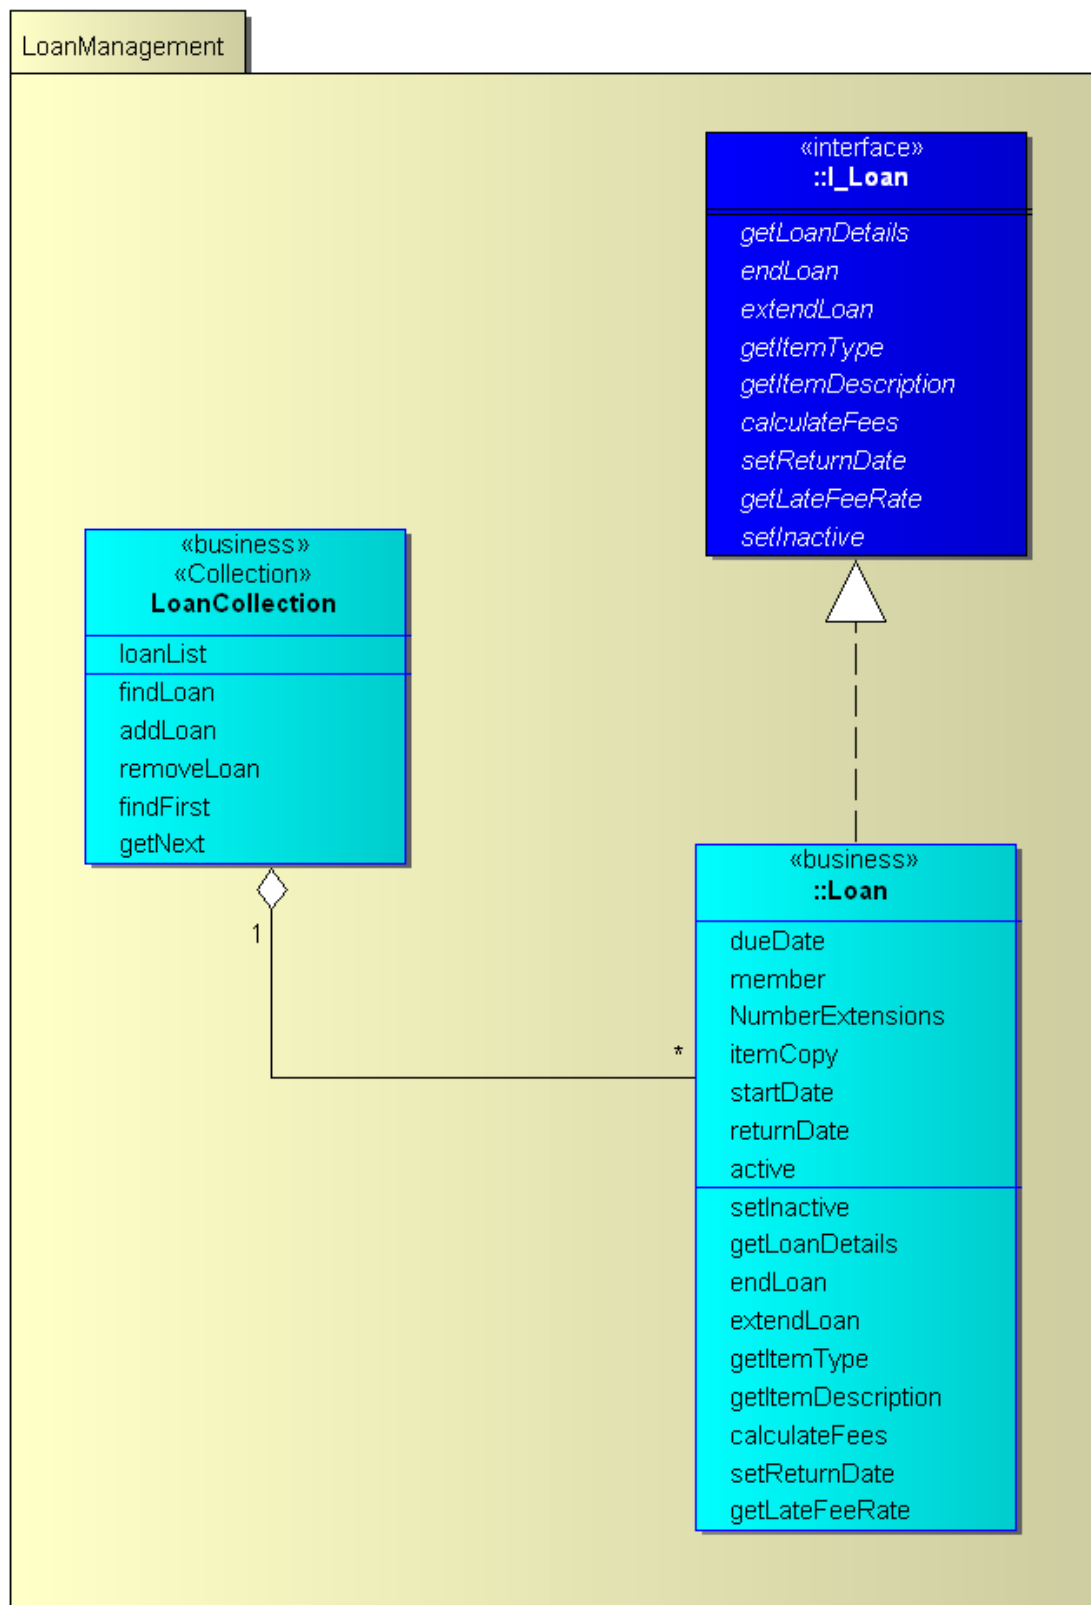 LoanManagement
«interface»
::I_Loan
getLoanDetails
endLoan
extendLoan
getItemType
getItemDescription
calculateFees
setReturnDate
getLateFeeRate
setInactive
«business»
«Collection»
LoanCollection
loanList
findLoan
addLoan
removeLoan
findFirst
getNext
1
*
«business»
::Loan
dueDate
member
NumberExtensions
itemCopy
startDate
returnDate
active
setInactive
getLoanDetails
endLoan
extendLoan
getItemType
getItemDescription
calculateFees
setReturnDate
getLateFeeRate